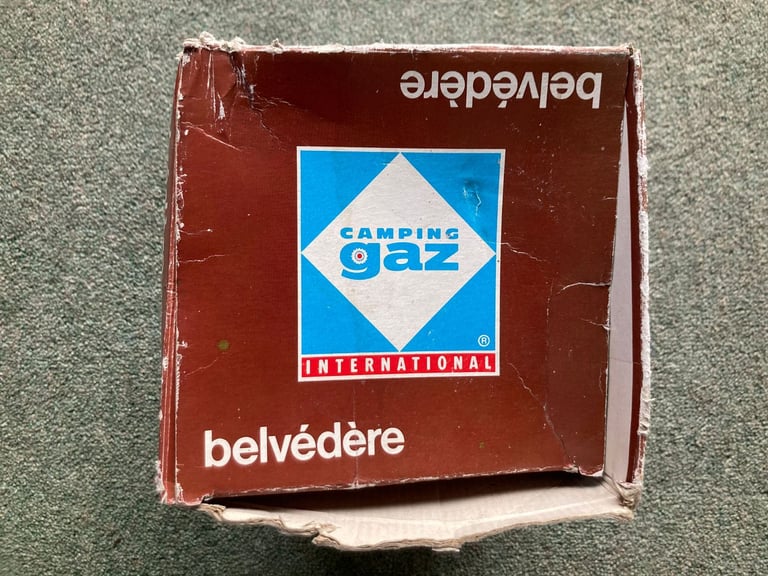 belvédère
CAMPING
gaz
®
INTERNATIONAL
belvédère